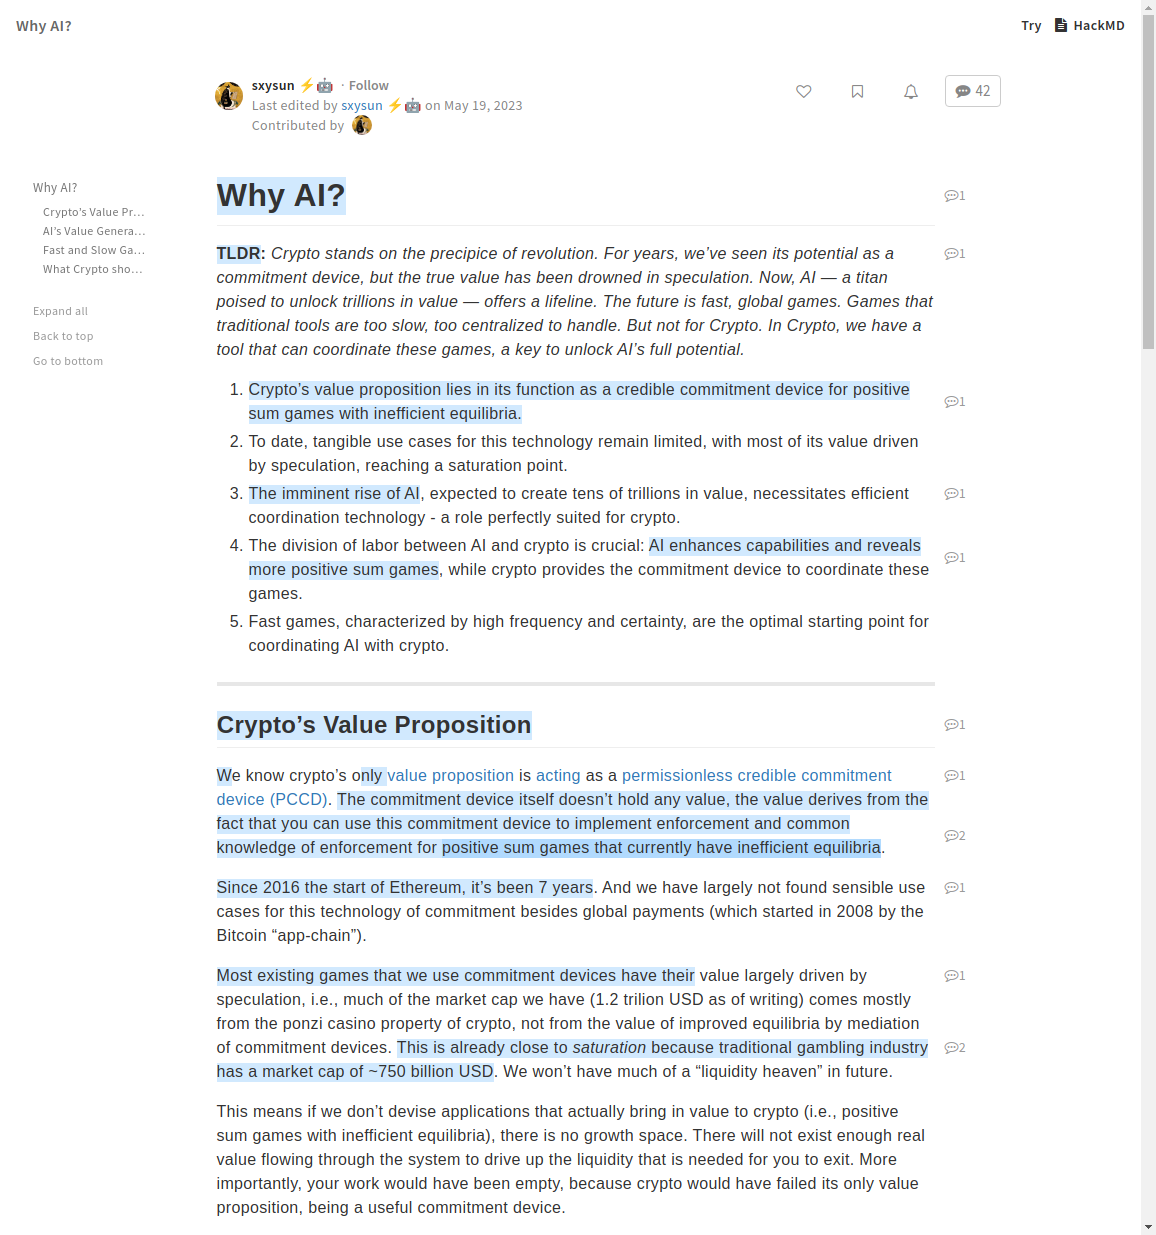 Why AI?
Try HackMD
sxysun ⚡🤖 · Follow
Last edited by sxysun ⚡🤖 on May 19, 2023
Contributed by
42
Why AI?
Crypto’s Value Pr…
AI’s Value Genera…
Fast and Slow Ga…
What Crypto sho…
Expand all
Back to top
Go to bottom
Why AI?
1
TLDR: Crypto stands on the precipice of revolution. For years, we’ve seen its potential as a
1
commitment device, but the true value has been drowned in speculation. Now, AI — a titan
poised to unlock trillions in value — offers a lifeline. The future is fast, global games. Games that
traditional tools are too slow, too centralized to handle. But not for Crypto. In Crypto, we have a
tool that can coordinate these games, a key to unlock AI’s full potential.
1. Crypto’s value proposition lies in its function as a credible commitment device for positive
sum games with inefficient equilibria.
1
2. To date, tangible use cases for this technology remain limited, with most of its value driven
by speculation, reaching a saturation point.
3. The imminent rise of AI, expected to create tens of trillions in value, necessitates efficient
1
coordination technology - a role perfectly suited for crypto.
4. The division of labor between AI and crypto is crucial: AI enhances capabilities and reveals
1
more positive sum games, while crypto provides the commitment device to coordinate these
games.
5. Fast games, characterized by high frequency and certainty, are the optimal starting point for
coordinating AI with crypto.
Crypto’s Value Proposition
1
We know crypto’s only value proposition is acting as a permissionless credible commitment
1
device (PCCD). The commitment device itself doesn’t hold any value, the value derives from the
fact that you can use this commitment device to implement enforcement and common
2
knowledge of enforcement for positive sum games that currently have inefficient equilibria.
Since 2016 the start of Ethereum, it’s been 7 years. And we have largely not found sensible use
1
cases for this technology of commitment besides global payments (which started in 2008 by the
Bitcoin “app-chain”).
Most existing games that we use commitment devices have their value largely driven by
1
speculation, i.e., much of the market cap we have (1.2 trilion USD as of writing) comes mostly
from the ponzi casino property of crypto, not from the value of improved equilibria by mediation
of commitment devices. This is already close to saturation because traditional gambling industry
2
has a market cap of ~750 billion USD. We won’t have much of a “liquidity heaven” in future.
This means if we don’t devise applications that actually bring in value to crypto (i.e., positive
sum games with inefficient equilibria), there is no growth space. There will not exist enough real
value flowing through the system to drive up the liquidity that is needed for you to exit. More
importantly, your work would have been empty, because crypto would have failed its only value
proposition, being a useful commitment device.